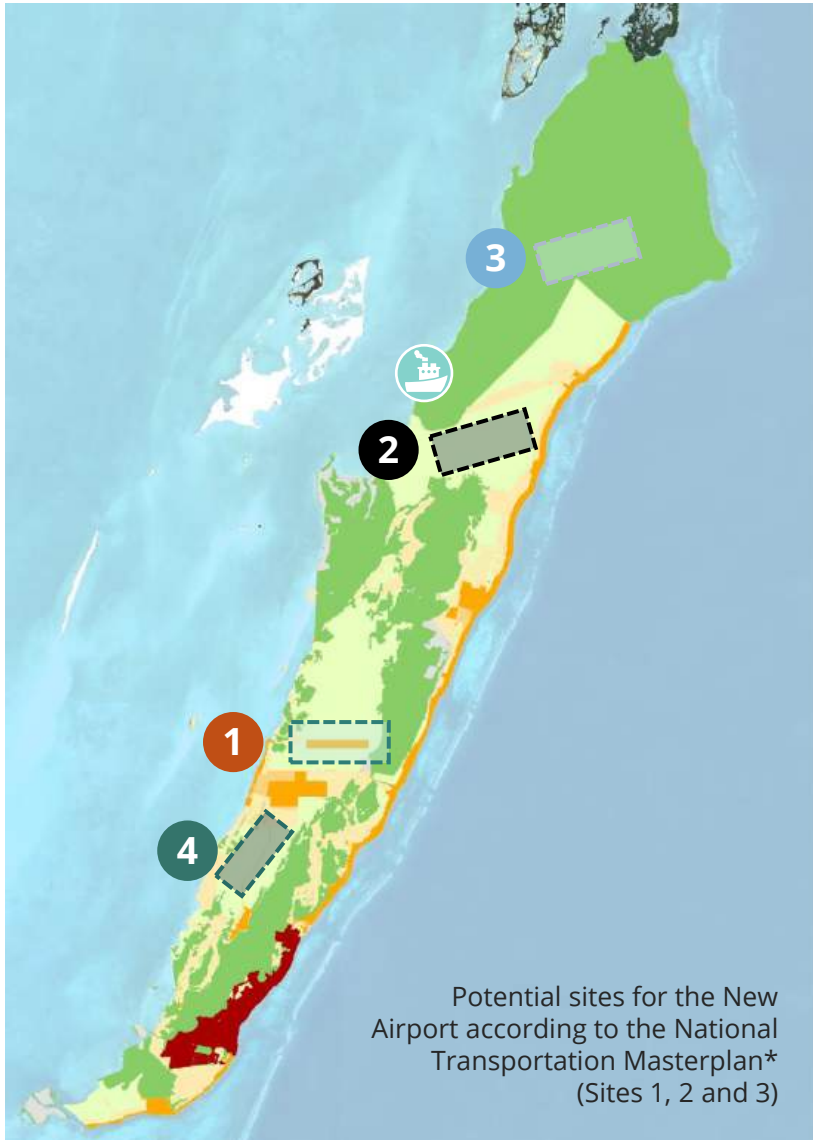 3
2
1
4
Potential sites for the New
Airport according to the National
Transportation Masterplan*
(Sites 1, 2 and 3)